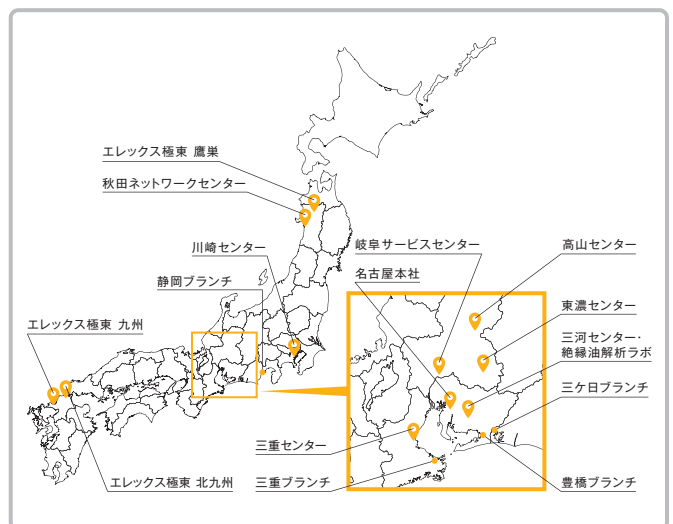 エレックス極東 鷹巣
秋田ネットワークセンター
川崎センター
岐阜サービスセンター
高山センター
静岡ブランチ
名古屋本社
東濃センター
エレックス極東 九州
三河センター・
絶縁油解析ラボ
三ケ日ブランチ
三重センター
エレックス極東 北九州
三重ブランチ
豊橋ブランチ